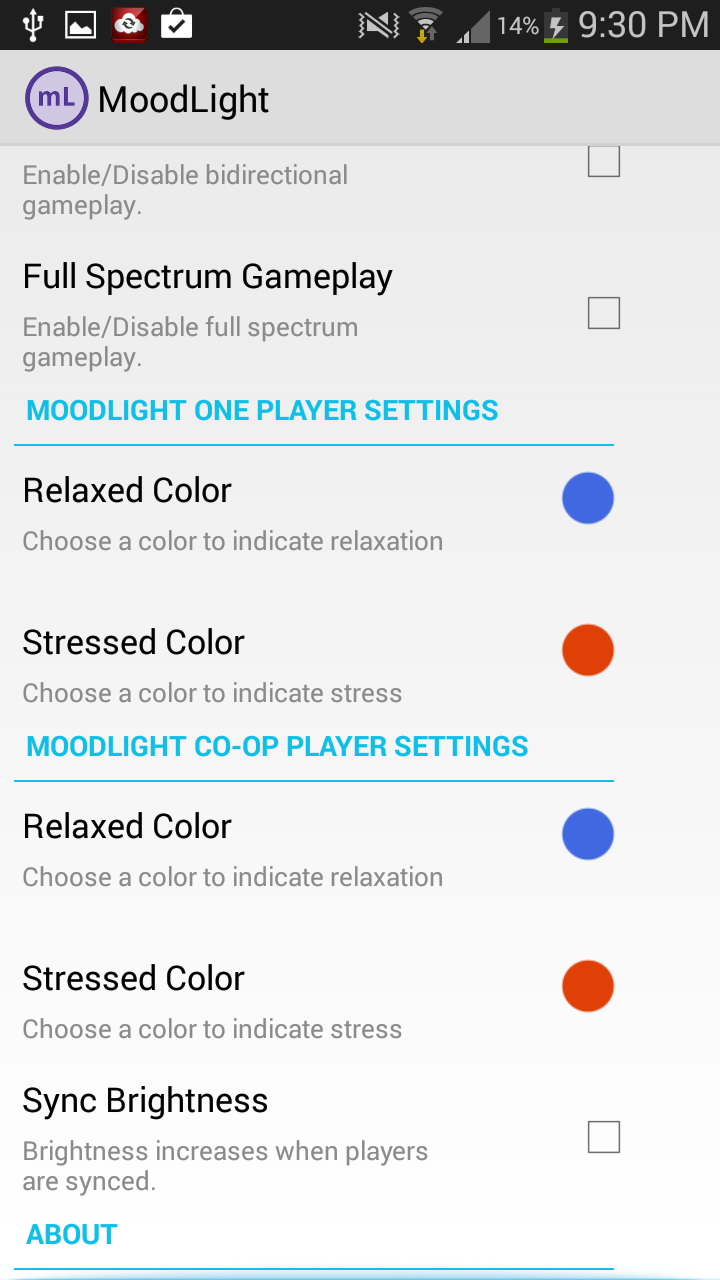 14% 9:30 PM
mL MoodLight
Enable/Disable bidirectional
gameplay.
Full Spectrum Gameplay
Enable/Disable full spectrum
gameplay.
MOODLIGHT ONE PLAYER SETTINGS
Relaxed Color
Choose a color to indicate relaxation
Stressed Color
Choose a color to indicate stress
MOODLIGHT CO-OP PLAYER SETTINGS
Relaxed Color
Choose a color to indicate relaxation
Stressed Color
Choose a color to indicate stress
Sync Brightness
Brightness increases when players
are synced.
ABOUT